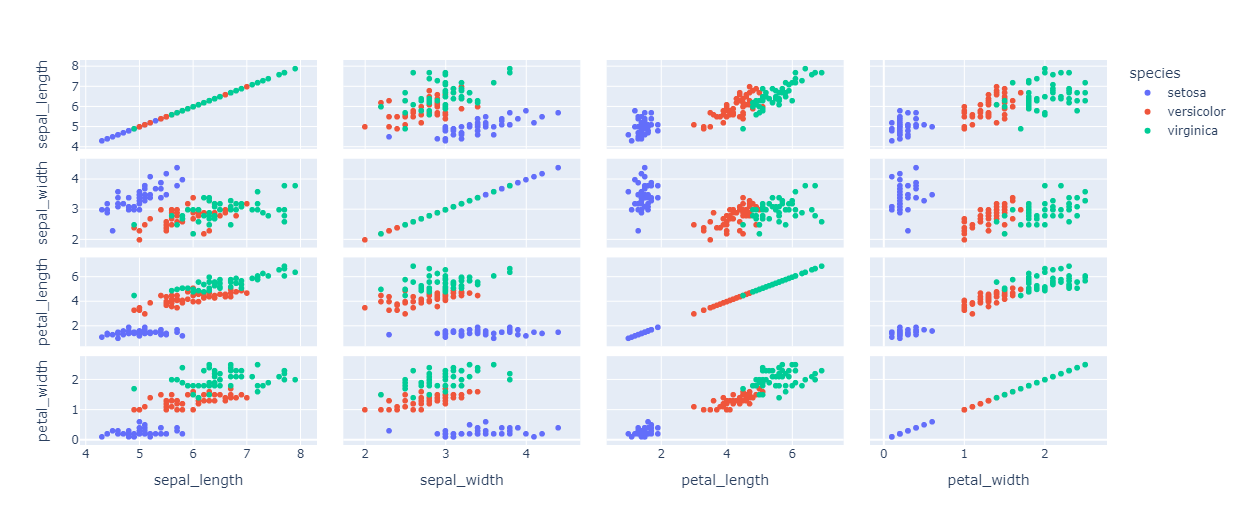 sepal_length
8
7
6
5
4
sepal_width
4
3
2
petal_length
6
4
2
petal_width
2
1
0
4 5 6 7 8
2 3 4
2 4 6
0 1 2
sepal_length
sepal_width
petal_length
petal_width
species
setosa
versicolor
virginica